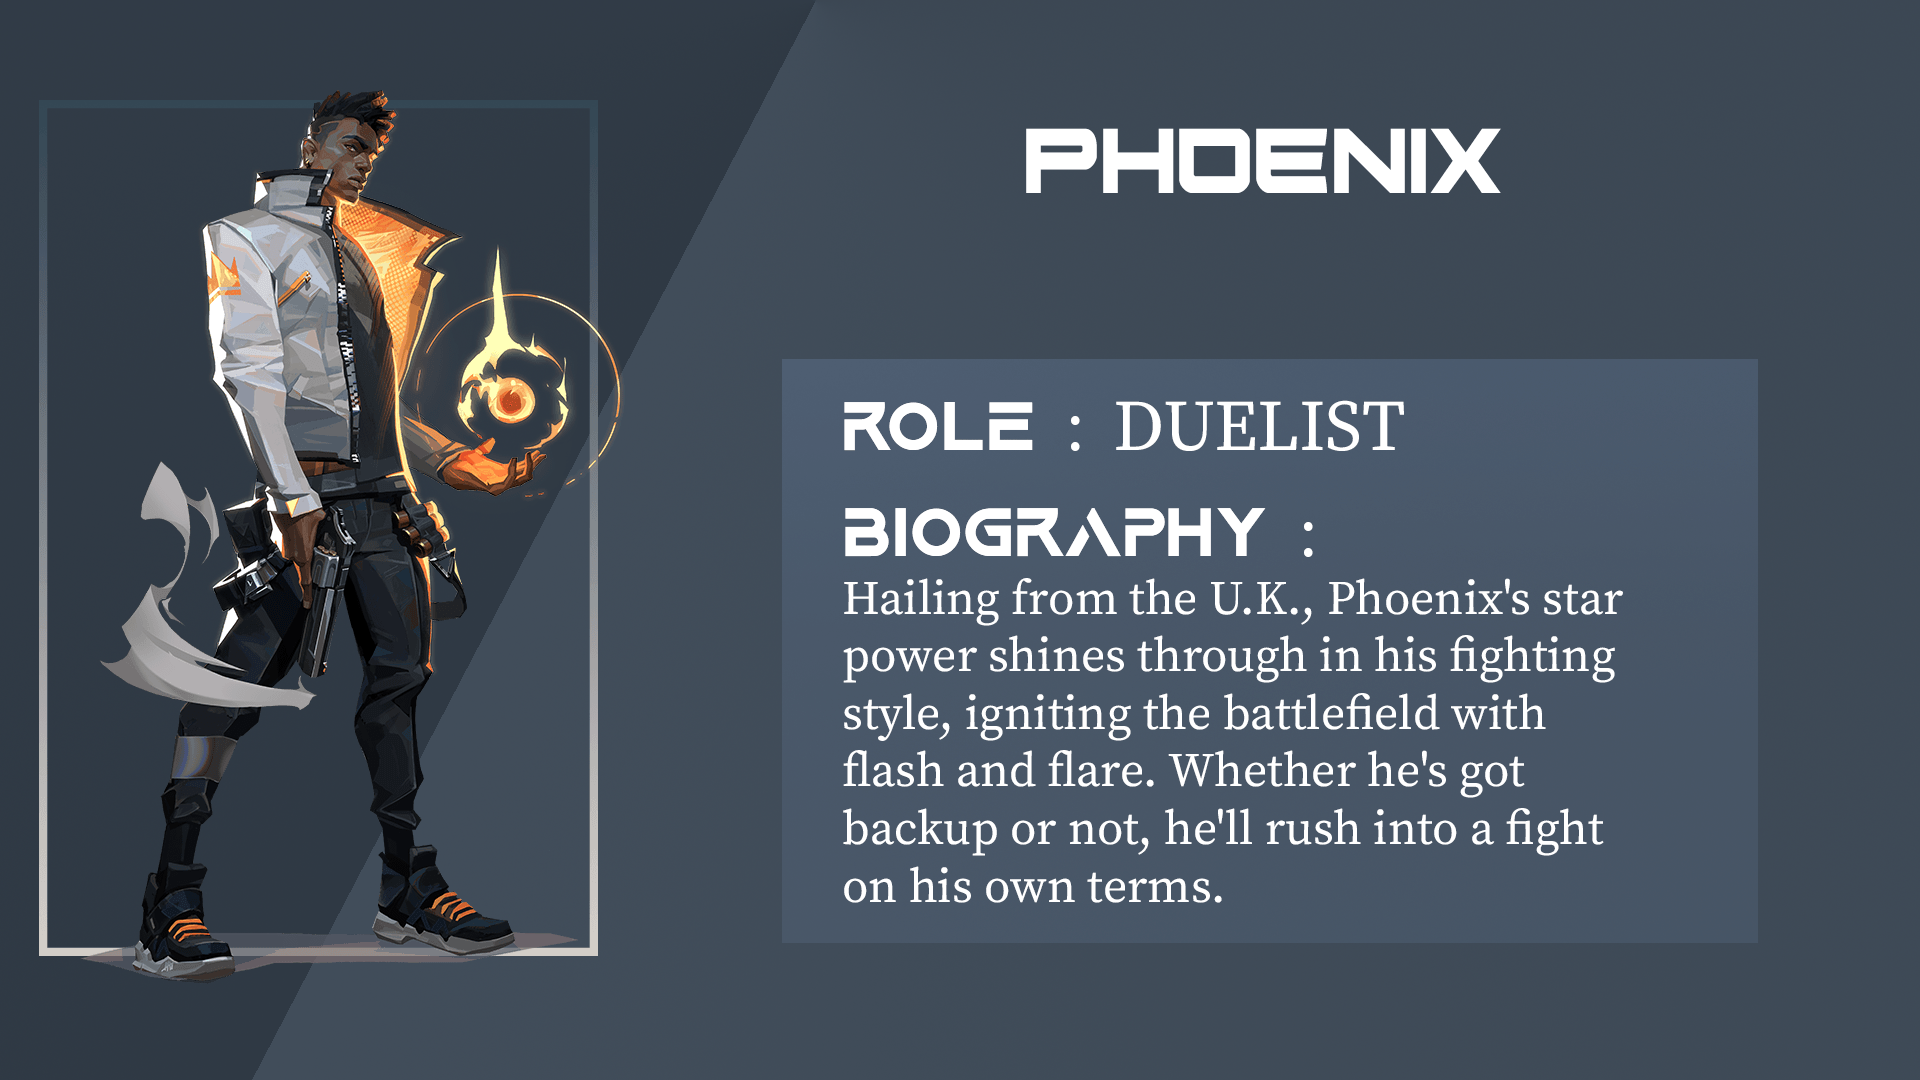 PHOENIX
ROLE : DUELIST
BIOGRAPHY :
Hailing from the U.K., Phoenix's star
power shines through in his fighting
style, igniting the battlefield with
flash and flare. Whether he's got
backup or not, he'll rush into a fight
on his own terms.